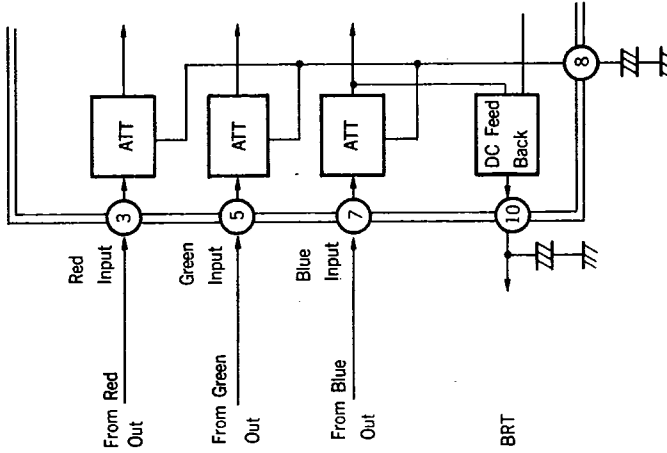 From Red
Out
Red
Input
3
ATT
From Green
Out
Green
Input
5
ATT
From Blue
Out
Blue
Input
7
ATT
BRT
10
DC Feed
Back
8